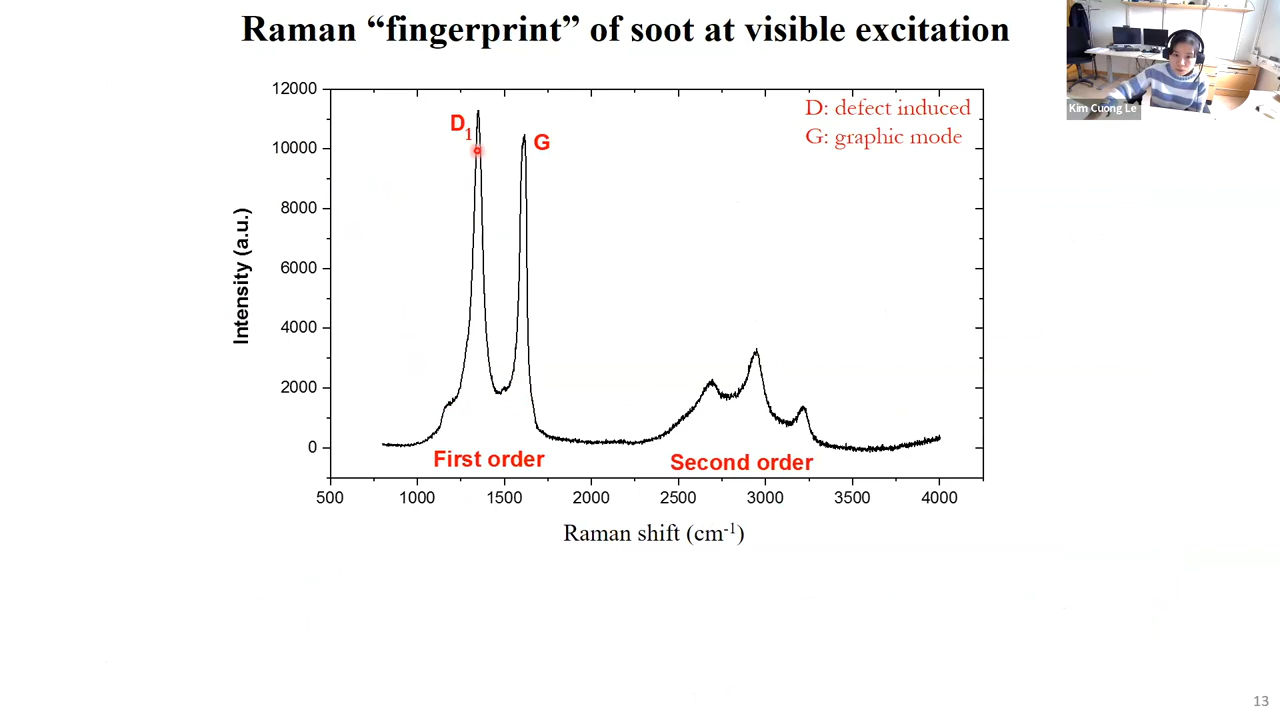 Raman “fingerprint” of soot at visible excitation
Kim Cuong Le
D: defect induced
G: graphic mode
D1
G
12000
10000
8000
6000
4000
2000
0
Intensity (a.u.)
First order
Second order
500 1000 1500 2000 2500 3000 3500 4000
Raman shift (cm-1)
13